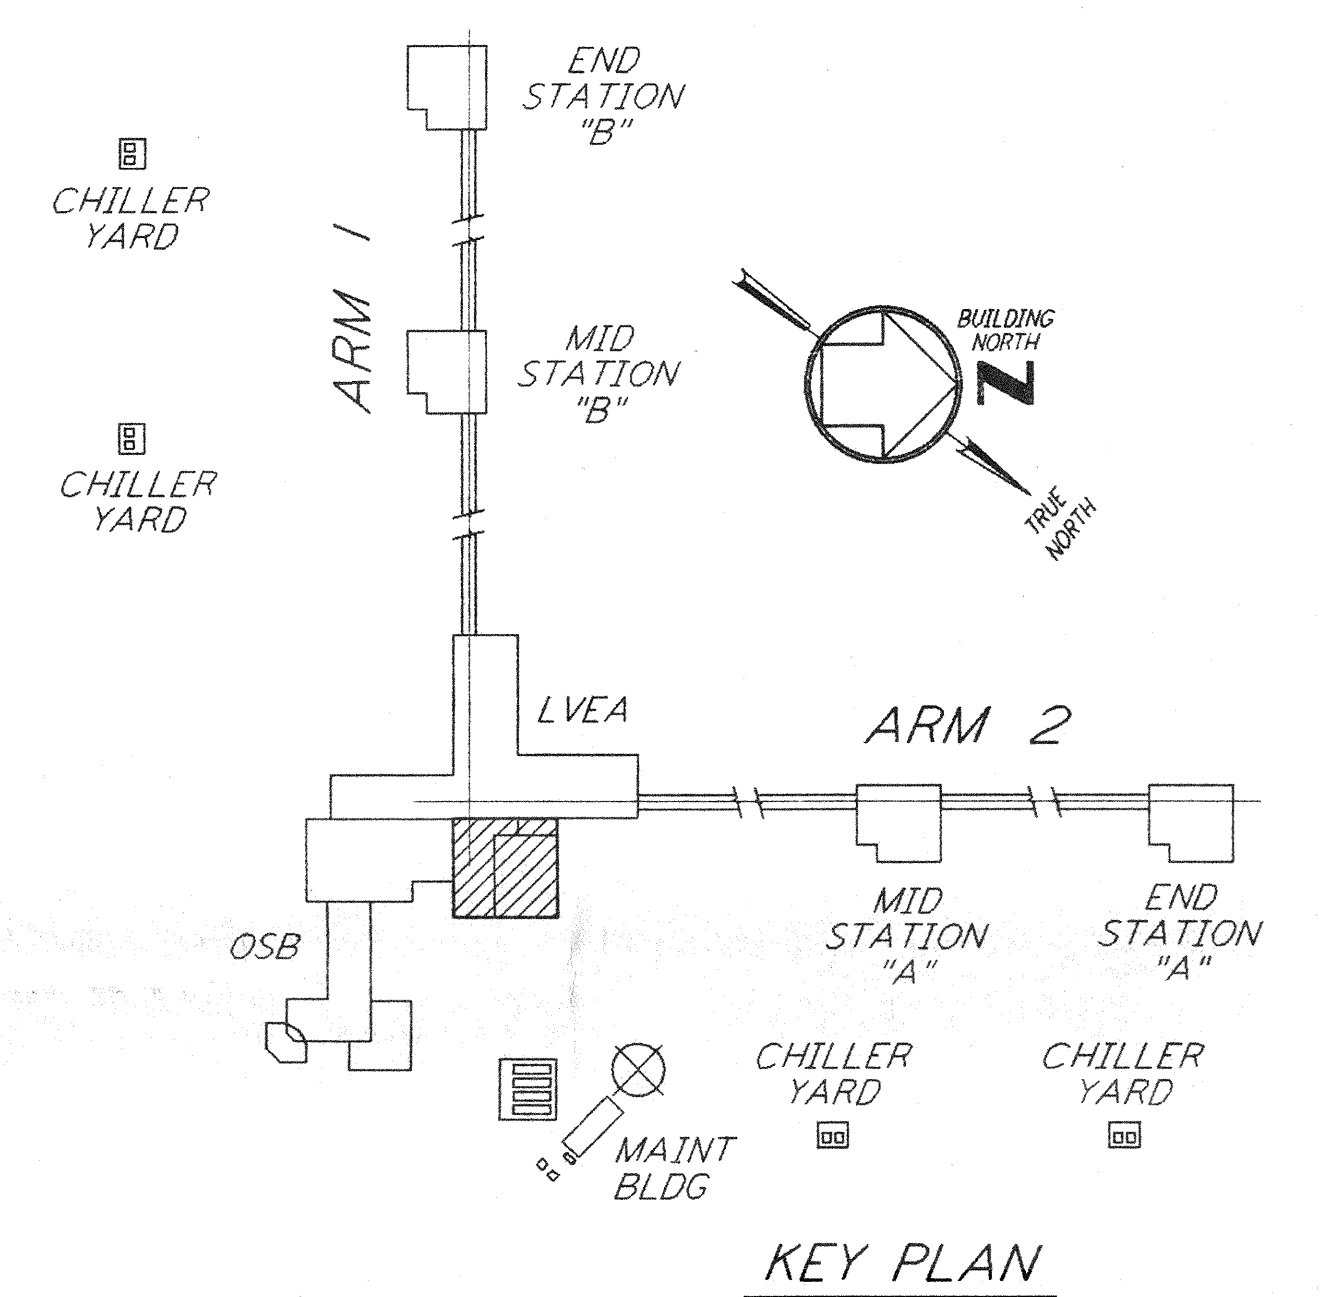 END
STATION
"B"
CHILLER
YARD
ARM 1
BUILDING
NORTH
N
MID
STATION
"B"
CHILLER
YARD
TRUE
NORTH
LVEA
ARM 2
MID
STATION
"A"
END
STATION
"A"
OSB
CHILLER
YARD
CHILLER
YARD
MAINT
BLDG
KEY PLAN